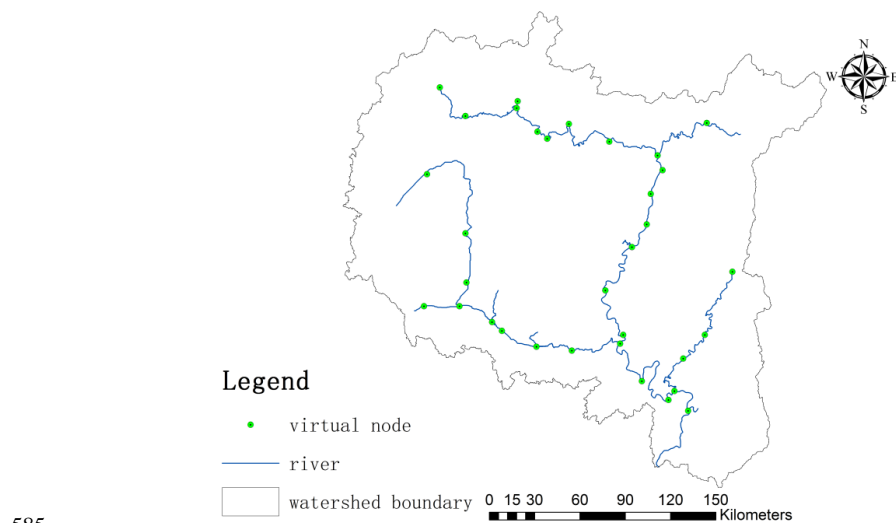 N
W E
S
Legend
virtual node
river
watershed boundary
0 15 30 60 90 120 150
Kilometers